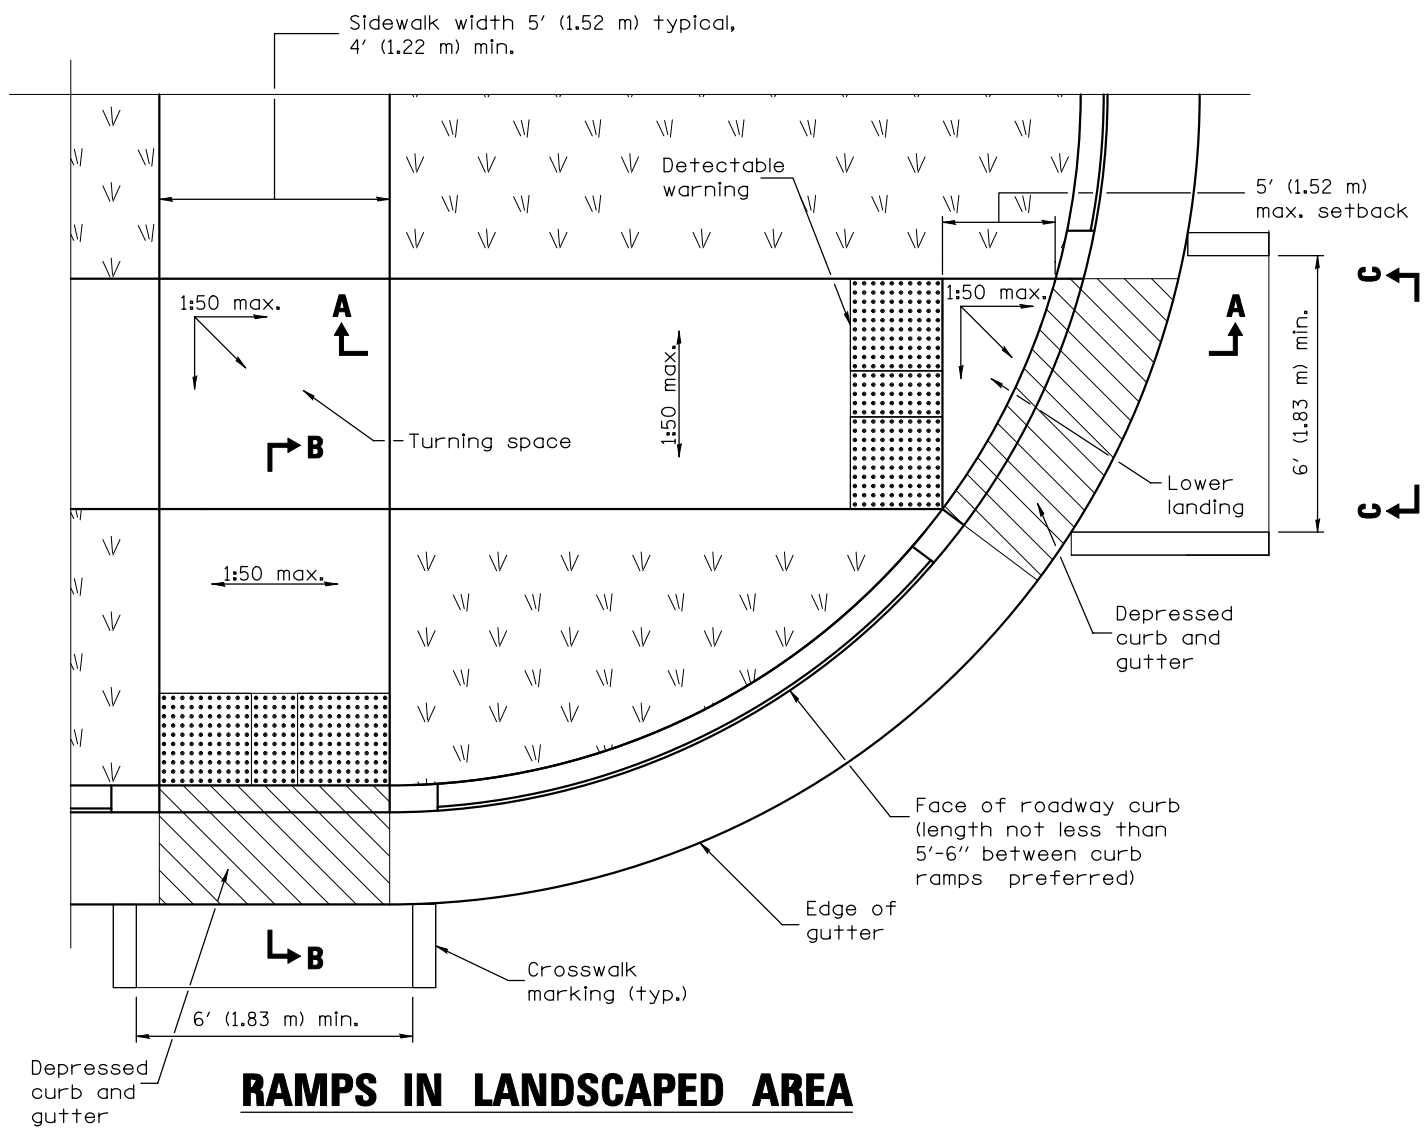 Sidewalk width 5′ (1.52 m) typical,
4′ (1.22 m) min.
Detectable
warning
5′ (1.52 m)
max. setback
1:50 max.
A
1:50 max.
A
C
1:50 max.
6′ (1.83 m) min.
B
Turning space
Lower
landing
C
1:50 max.
Depressed
curb and
gutter
Face of roadway curb
(length not less than
5′-6″ between curb
ramps preferred)
Edge of
gutter
B
Crosswalk
marking (typ.)
6′ (1.83 m) min.
Depressed
curb and
gutter
RAMPS IN LANDSCAPED AREA